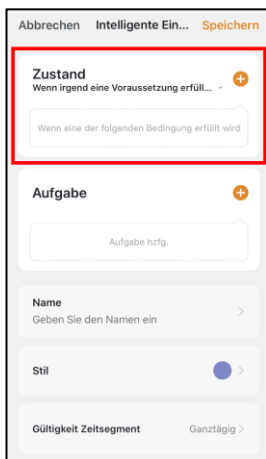 Abbrechen Intelligente Ein... Speichern
Zustand
Wenn irgend eine Voraussetzung erfüll...
Wenn eine der folgenden Bedingung erfüllt wird
Aufgabe
Aufgabe hzfg.
Name
Geben Sie den Namen ein
Stil
Gültigkeit Zeitsegment Ganztägig